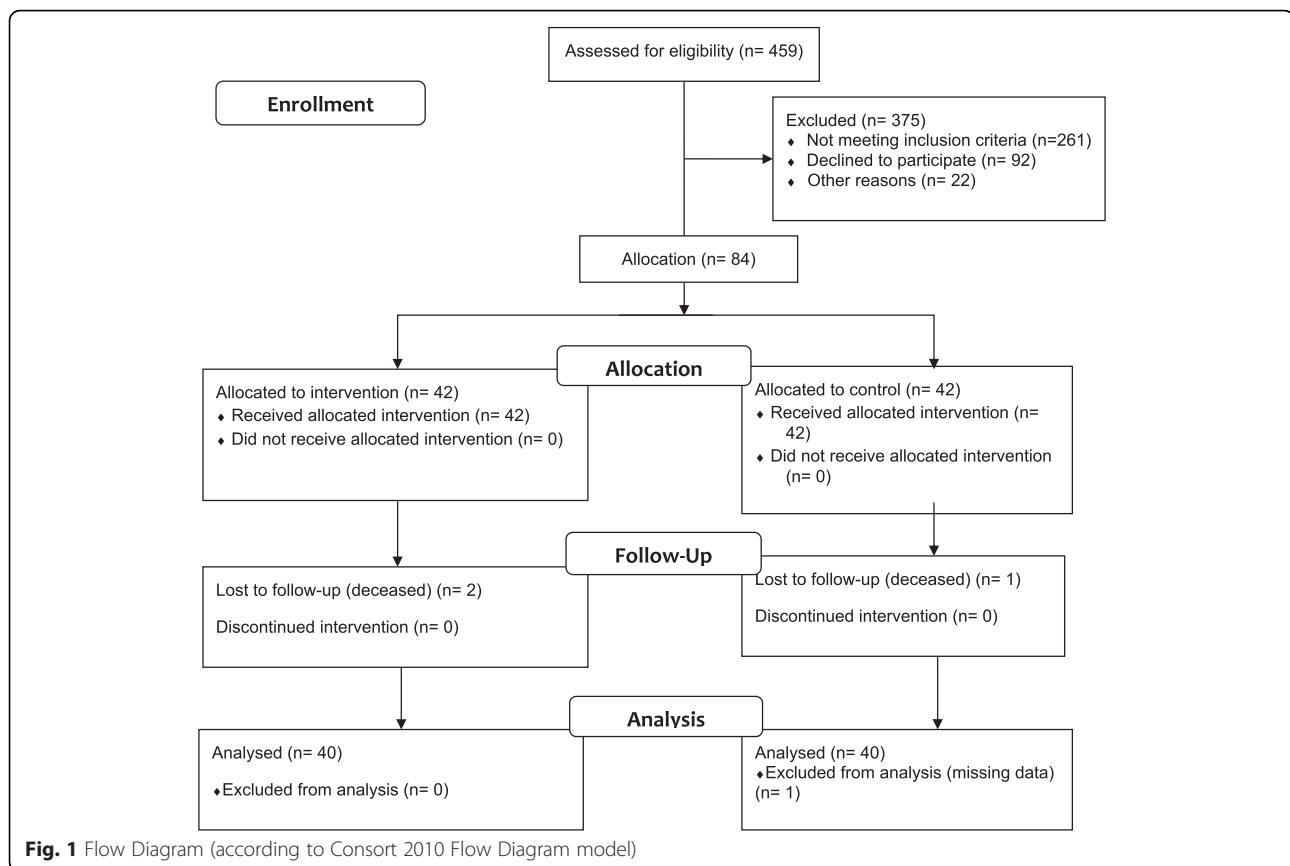 Assessed for eligibility (n= 459)
Enrollment
Excluded (n= 375)
♦ Not meeting inclusion criteria (n=261)
♦ Declined to participate (n= 92)
♦ Other reasons (n= 22)
Allocation (n= 84)
Allocation
Allocated to intervention (n= 42)
♦ Received allocated intervention (n= 42)
♦ Did not receive allocated intervention (n= 0)
Allocated to control (n= 42)
♦ Received allocated intervention (n=
42)
♦ Did not receive allocated intervention
(n= 0)
Follow-Up
Lost to follow-up (deceased) (n= 2)
Discontinued intervention (n= 0)
Lost to follow-up (deceased) (n= 1)
Discontinued intervention (n= 0)
Analysis
Analysed (n= 40)
♦Excluded from analysis (n= 0)
Analysed (n= 40)
♦Excluded from analysis (missing data)
(n= 1)
Fig. 1 Flow Diagram (according to Consort 2010 Flow Diagram model)